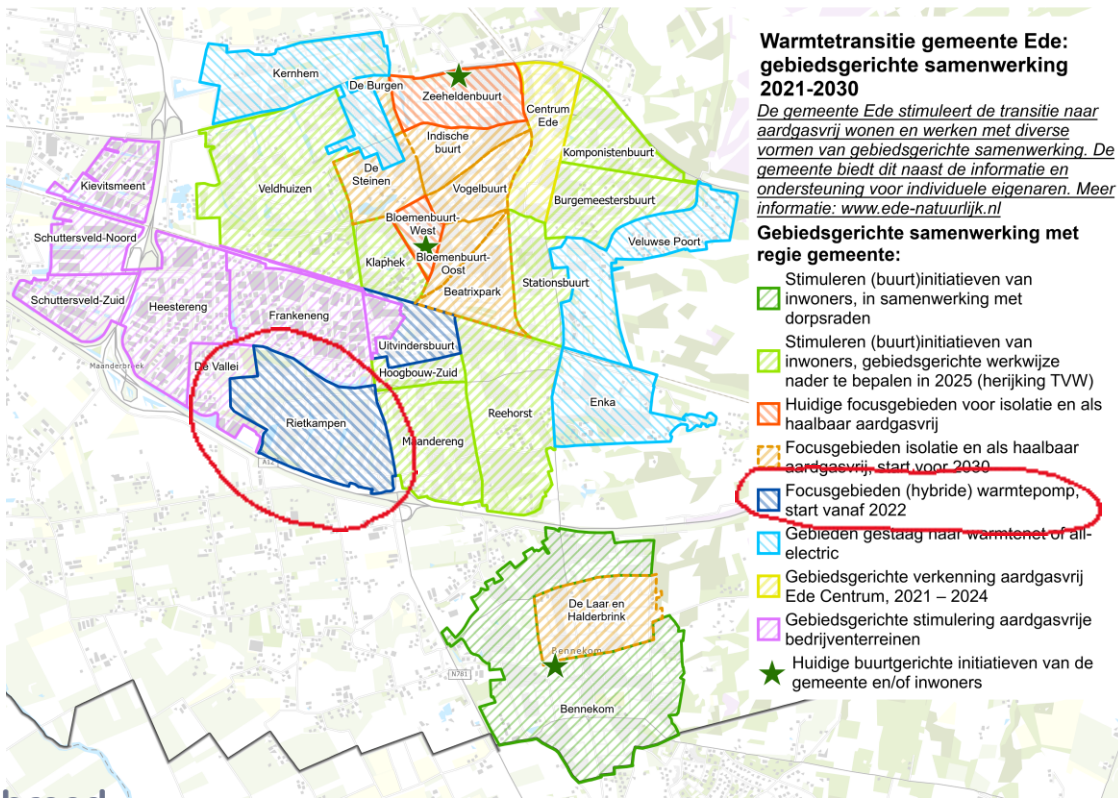 Warmtetransitie gemeente Ede:
gebiedsgerichte samenwerking
2021-2030
De gemeente Ede stimuleert de transitie naar
aardgasvrij wonen en werken met diverse
vormen van gebiedsgerichte samenwerking. De
gemeente biedt dit naast de informatie en
ondersteuning voor individuele eigenaren. Meer
informatie: www.ede-natuurlijk.nl
Gebiedsgerichte samenwerking met
regie gemeente:
Stimuleren (buurt)initiatieven van
inwoners, in samenwerking met
dorpsraden
Stimuleren (buurt)initiatieven van
inwoners, gebiedsgerichte werkwijze
nader te bepalen in 2025 (herijking TVW)
Huidige focusgebieden voor isolatie en als
haalbaar aardgasvrij
Focusgebieden isolatie en als haalbaar
aardgasvrij, start voor 2030
Focusgebieden (hybride) warmtepomp,
start vanaf 2022
Gebieden gestaag naar warmtenet of all-
electric
Gebiedsgerichte verkenning aardgasvrij
Ede Centrum, 2021 – 2024
Gebiedsgerichte stimulering aardgasvrije
bedrijventerreinen
Huidige buurtgerichte initiatieven van de
gemeente en/of inwoners
Kernhem
De Burgen
Zeeheldenbuurt
Centrum
Ede
Indische
buurt
Komponistenbuurt
De
Steinen
Kievitsmeent
Veldhuizen
Vogelbuurt
Burgemeestersbuurt
Bloemenbuurt-
West
Schuttersveld-Noord
Veluwse Poort
Klaphek
Bloemenbuurt-
Oost
Stationsbuurt
Beatrixpark
Schuttersveld-Zuid
Heestereng
Frankeneng
Uitvindersbuurt
Maanderbroek
De Vallei
Hoogbouw-Zuid
Enka
Reehorst
Rietkampen
Maandereng
A12
De Laar en
Halderbrink
Bennekom
N781
Bennekom